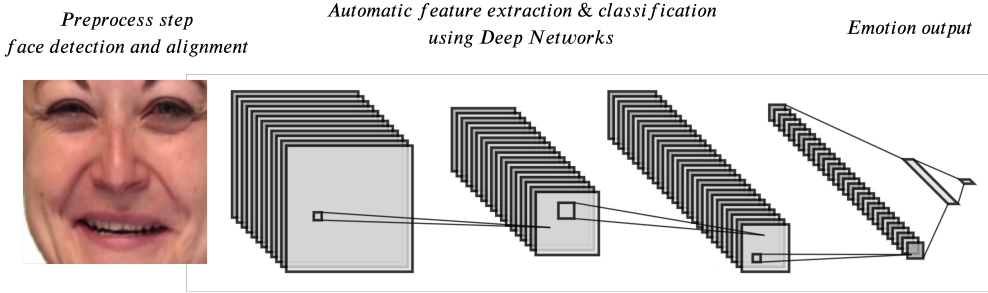 Preprocess step
face detection and alignment
Automatic feature extraction & classification
using Deep Networks
Emotion output